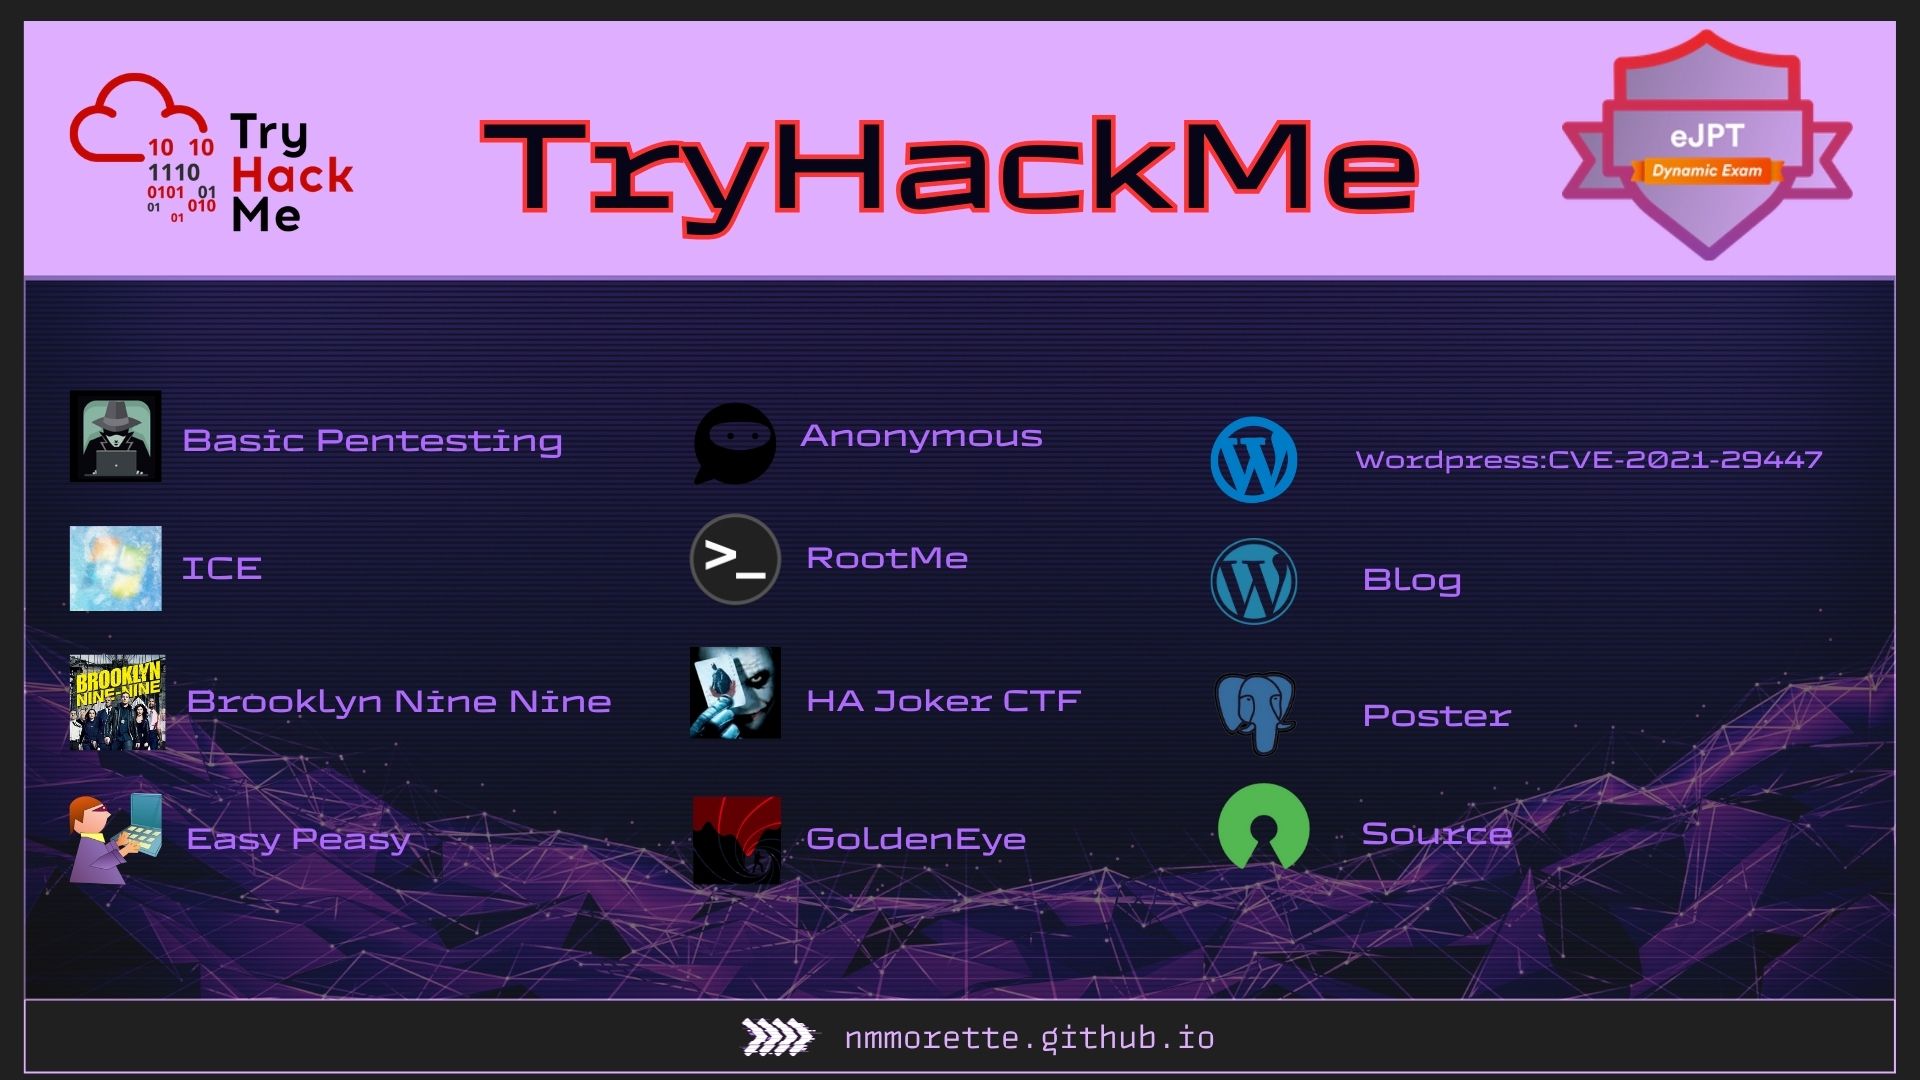 Try
Hack
Me
10 10
1110
0101 01
01 010
01
TryHackMe
eJPT
Dynamic Exam
Basic Pentesting
ICE
BROOKLYN
NINE-NINE
Brooklyn Nine Nine
Easy Peasy
Anonymous
>_
RootMe
HA Joker CTF
GoldenEye
W
Wordpress:CVE-2021-29447
W
Blog
Poster
Source
nmmorette.github.io